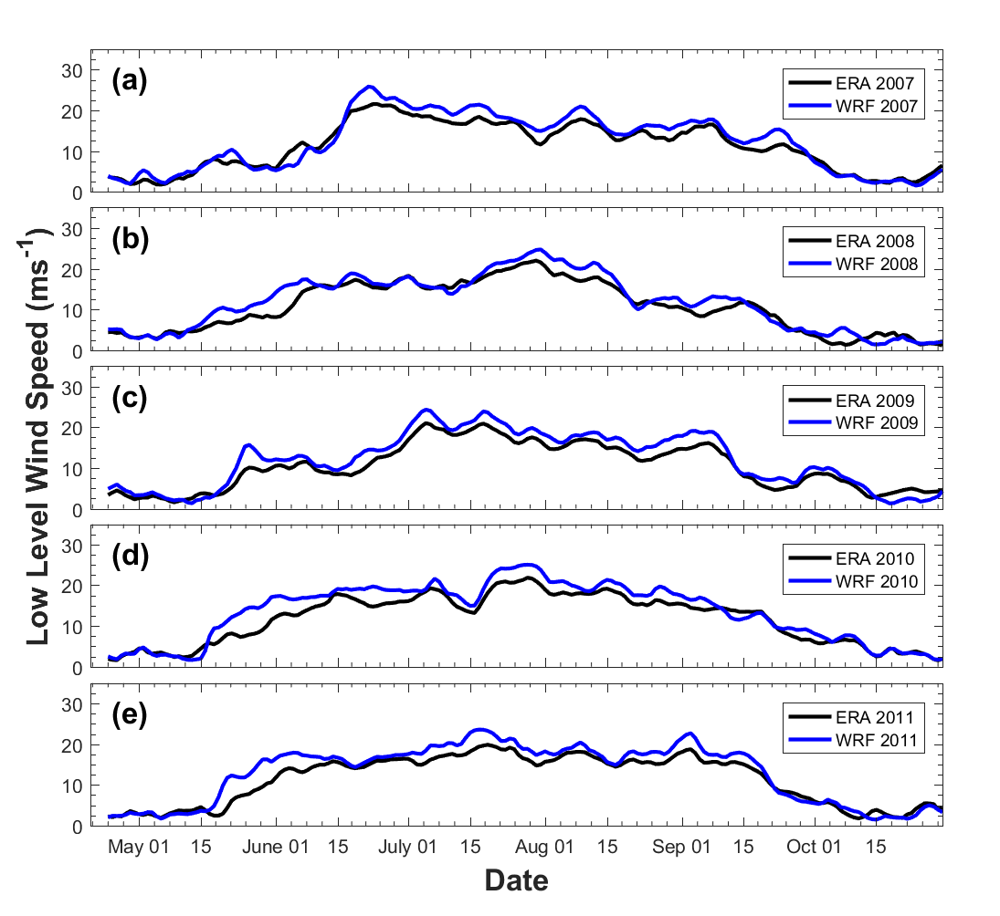 (a)
30
20
10
0
ERA 2007
WRF 2007
(b)
30
20
10
0
ERA 2008
WRF 2008
(c)
30
20
10
0
ERA 2009
WRF 2009
(d)
30
20
10
0
ERA 2010
WRF 2010
(e)
30
20
10
0
ERA 2011
WRF 2011
Low Level Wind Speed (ms⁻¹)
May 01 15 June 01 15 July 01 15 Aug 01 15 Sep 01 15 Oct 01 15
Date